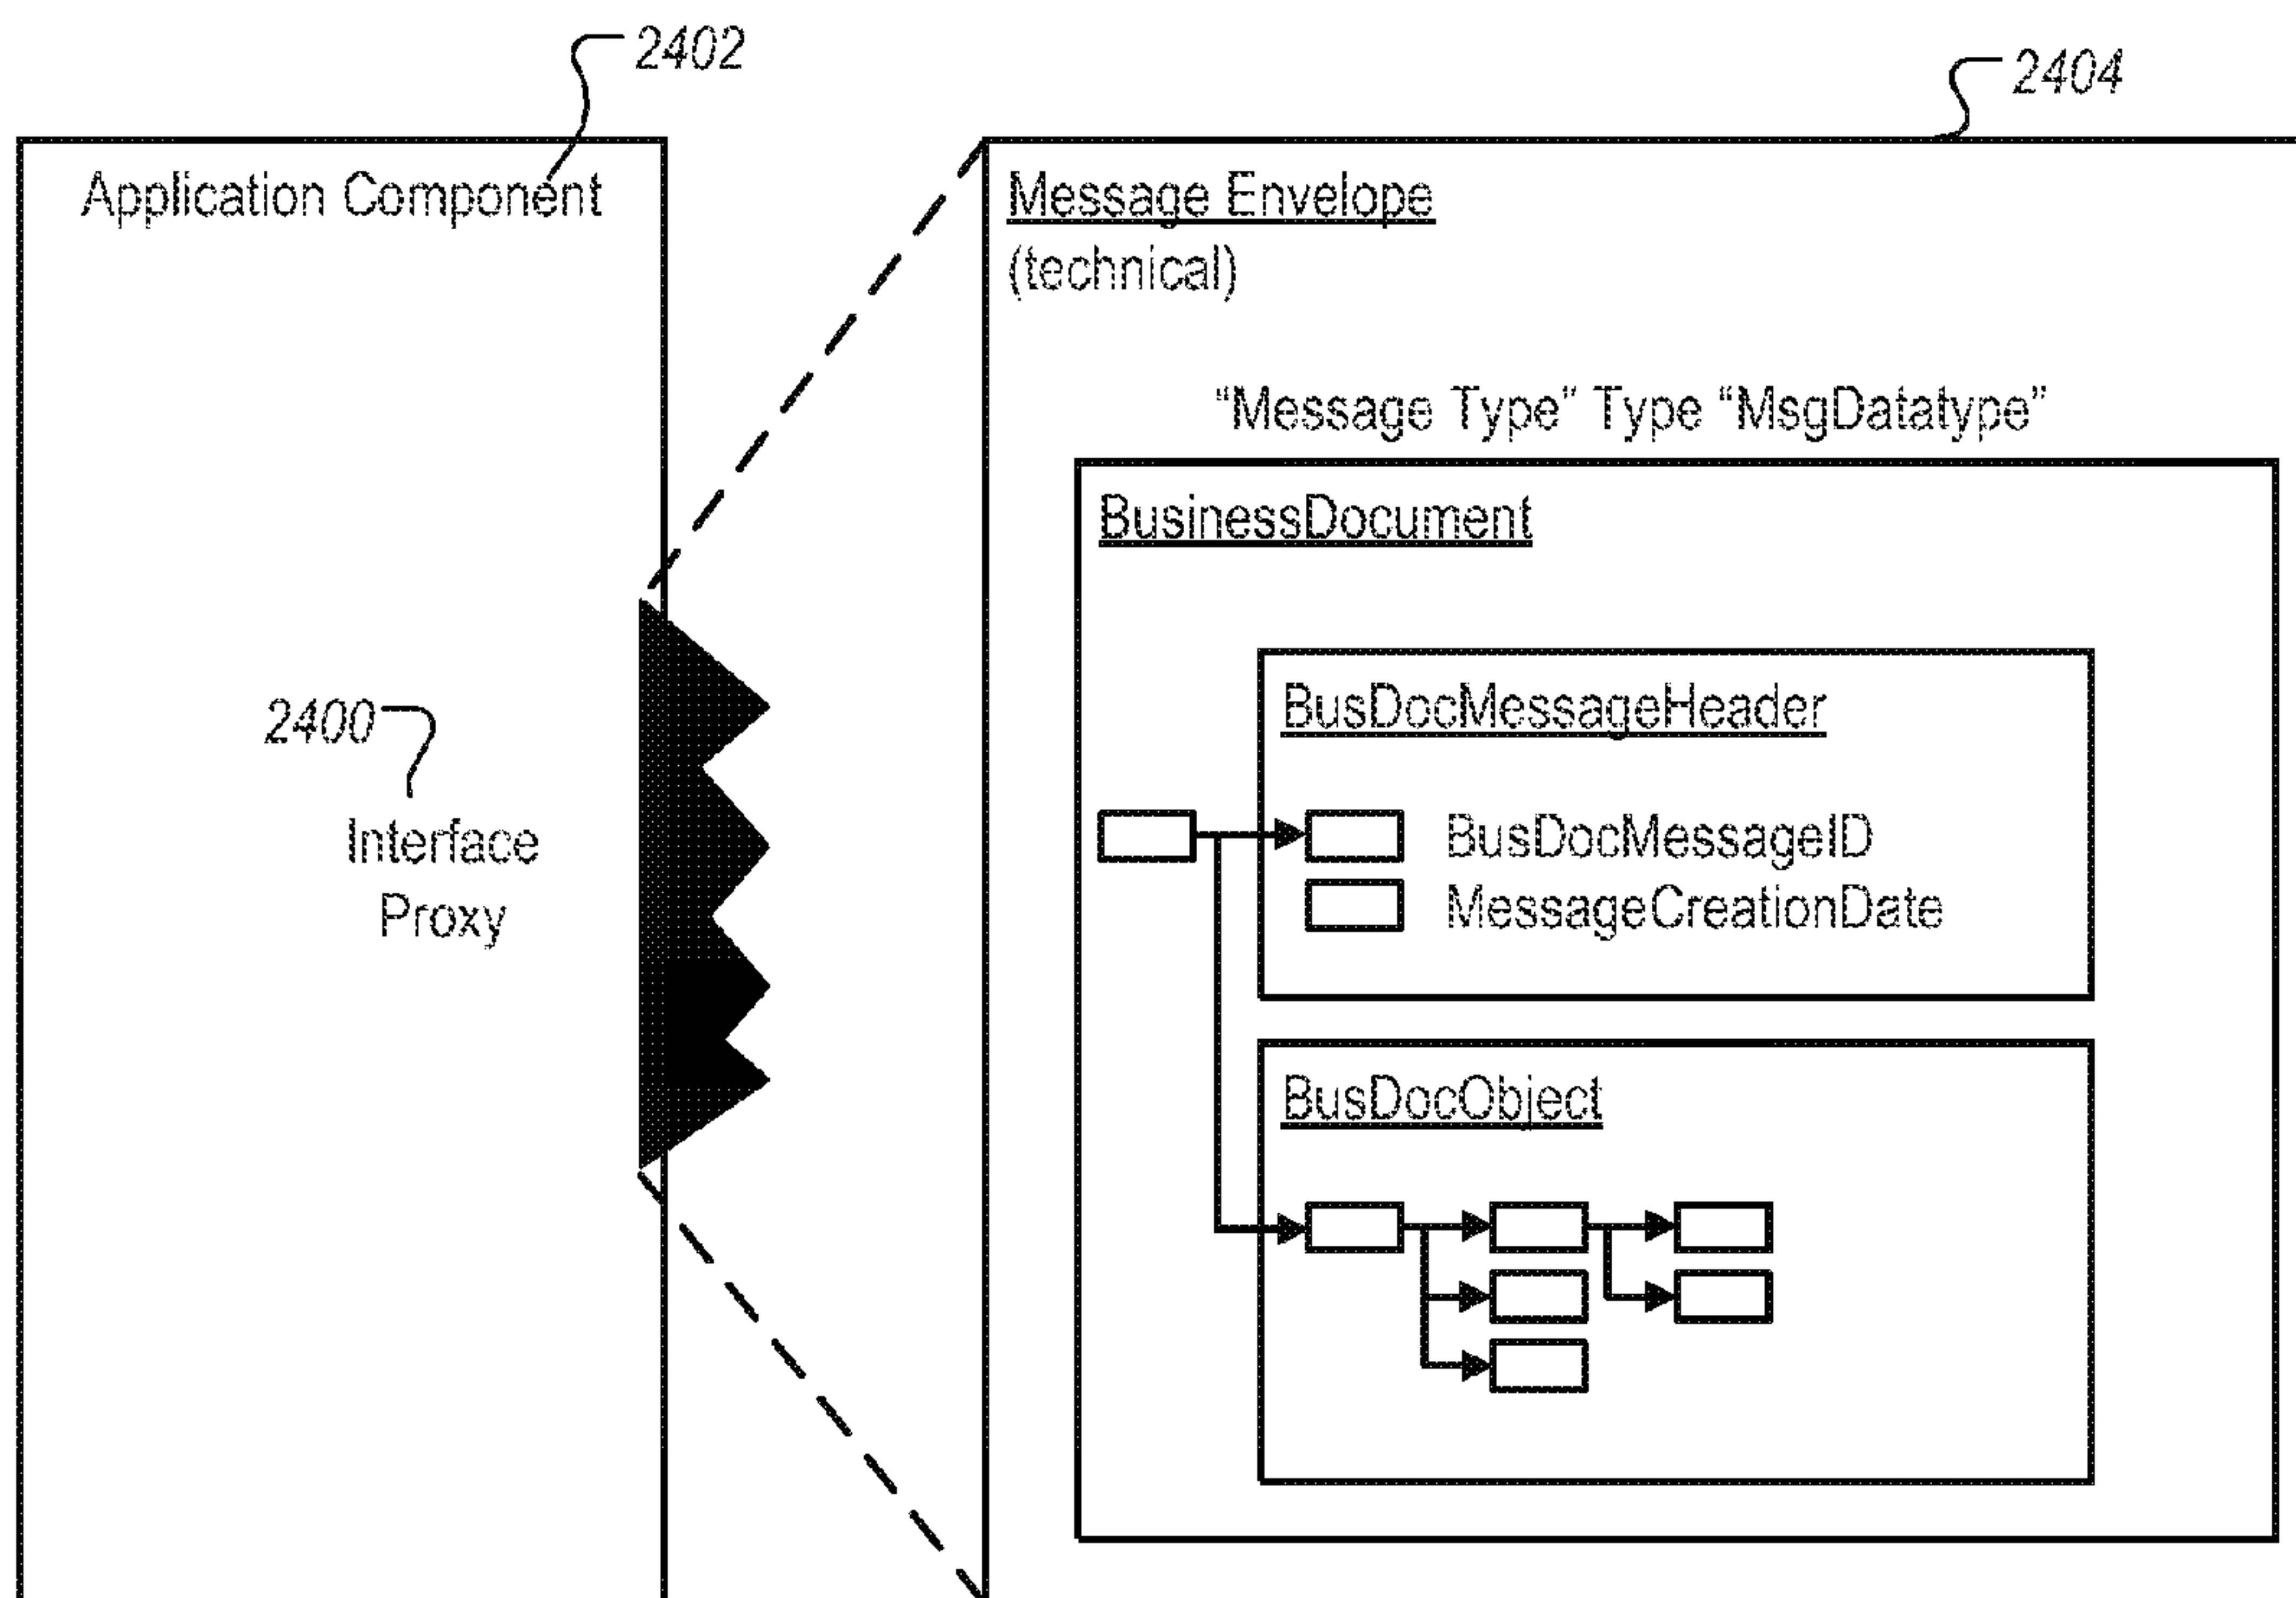 2402
2404
Application Component
Message Envelope
(technical)
“Message Type” Type “MsgDatatype”
BusinessDocument
BusDocMessageHeader
2400
Interface
Proxy
BusDocMessageID
MessageCreationDate
BusDocObject